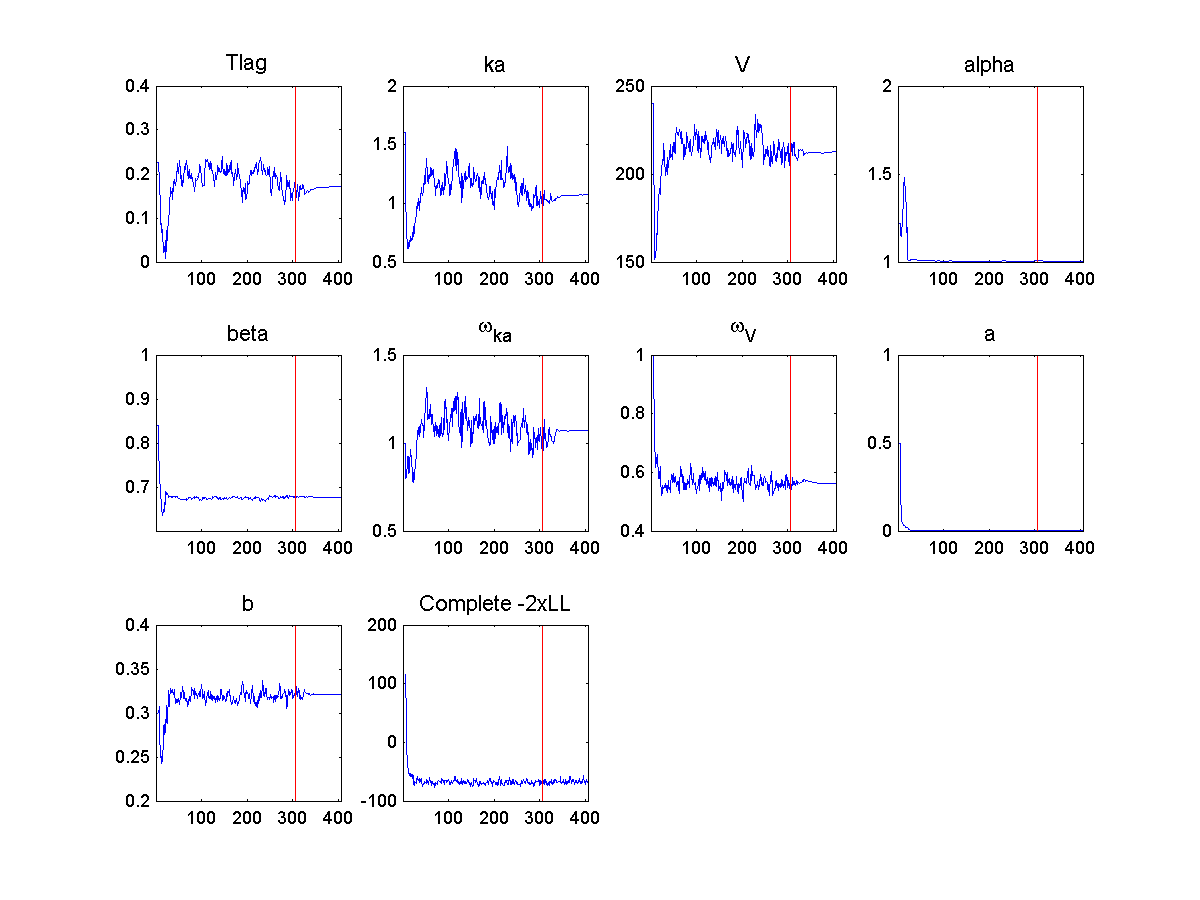 Tlag ka V alpha
0.4 2 250 2
0.3 1.5
0.2 200 1.5
0.1 1
0 0.5 150 1
100 200 300 400 100 200 300 400 100 200 300 400 100 200 300 400
beta ωka ωV a
1 1.5 1 1
0.9
0.8 1 0.8 0.5
0.7 0.6
0.5 0.4 0
100 200 300 400 100 200 300 400 100 200 300 400 100 200 300 400
b Complete -2xLL
0.4 200
0.35 100
0.3 0
0.25
0.2 -100
100 200 300 400 100 200 300 400